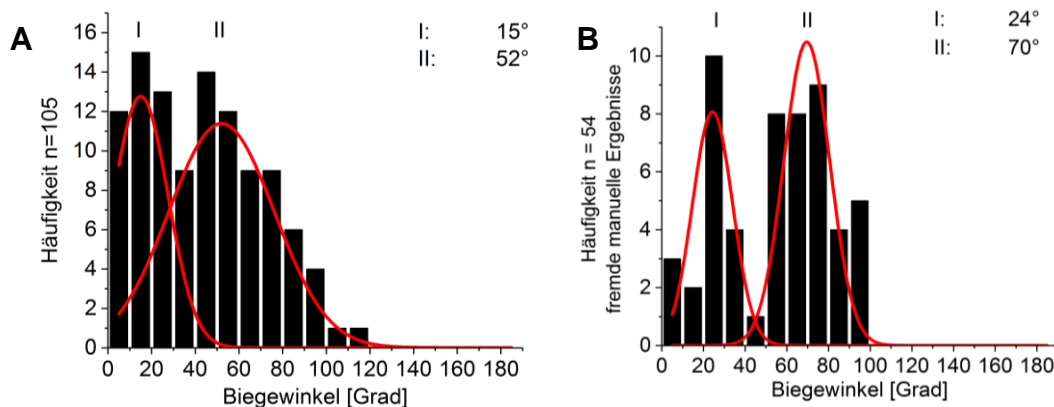 A
I II
I: 15°
II: 52°
Häufigkeit n=105
16
14
12
10
8
6
4
2
0
0 20 40 60 80 100 120 140 160 180
Biegewinkel [Grad]
B
I II
I: 24°
II: 70°
Häufigkeit n = 54
fremde manuelle Ergebnisse
10
8
6
4
2
0
0 20 40 60 80 100 120 140 160 180
Biegewinkel [Grad]